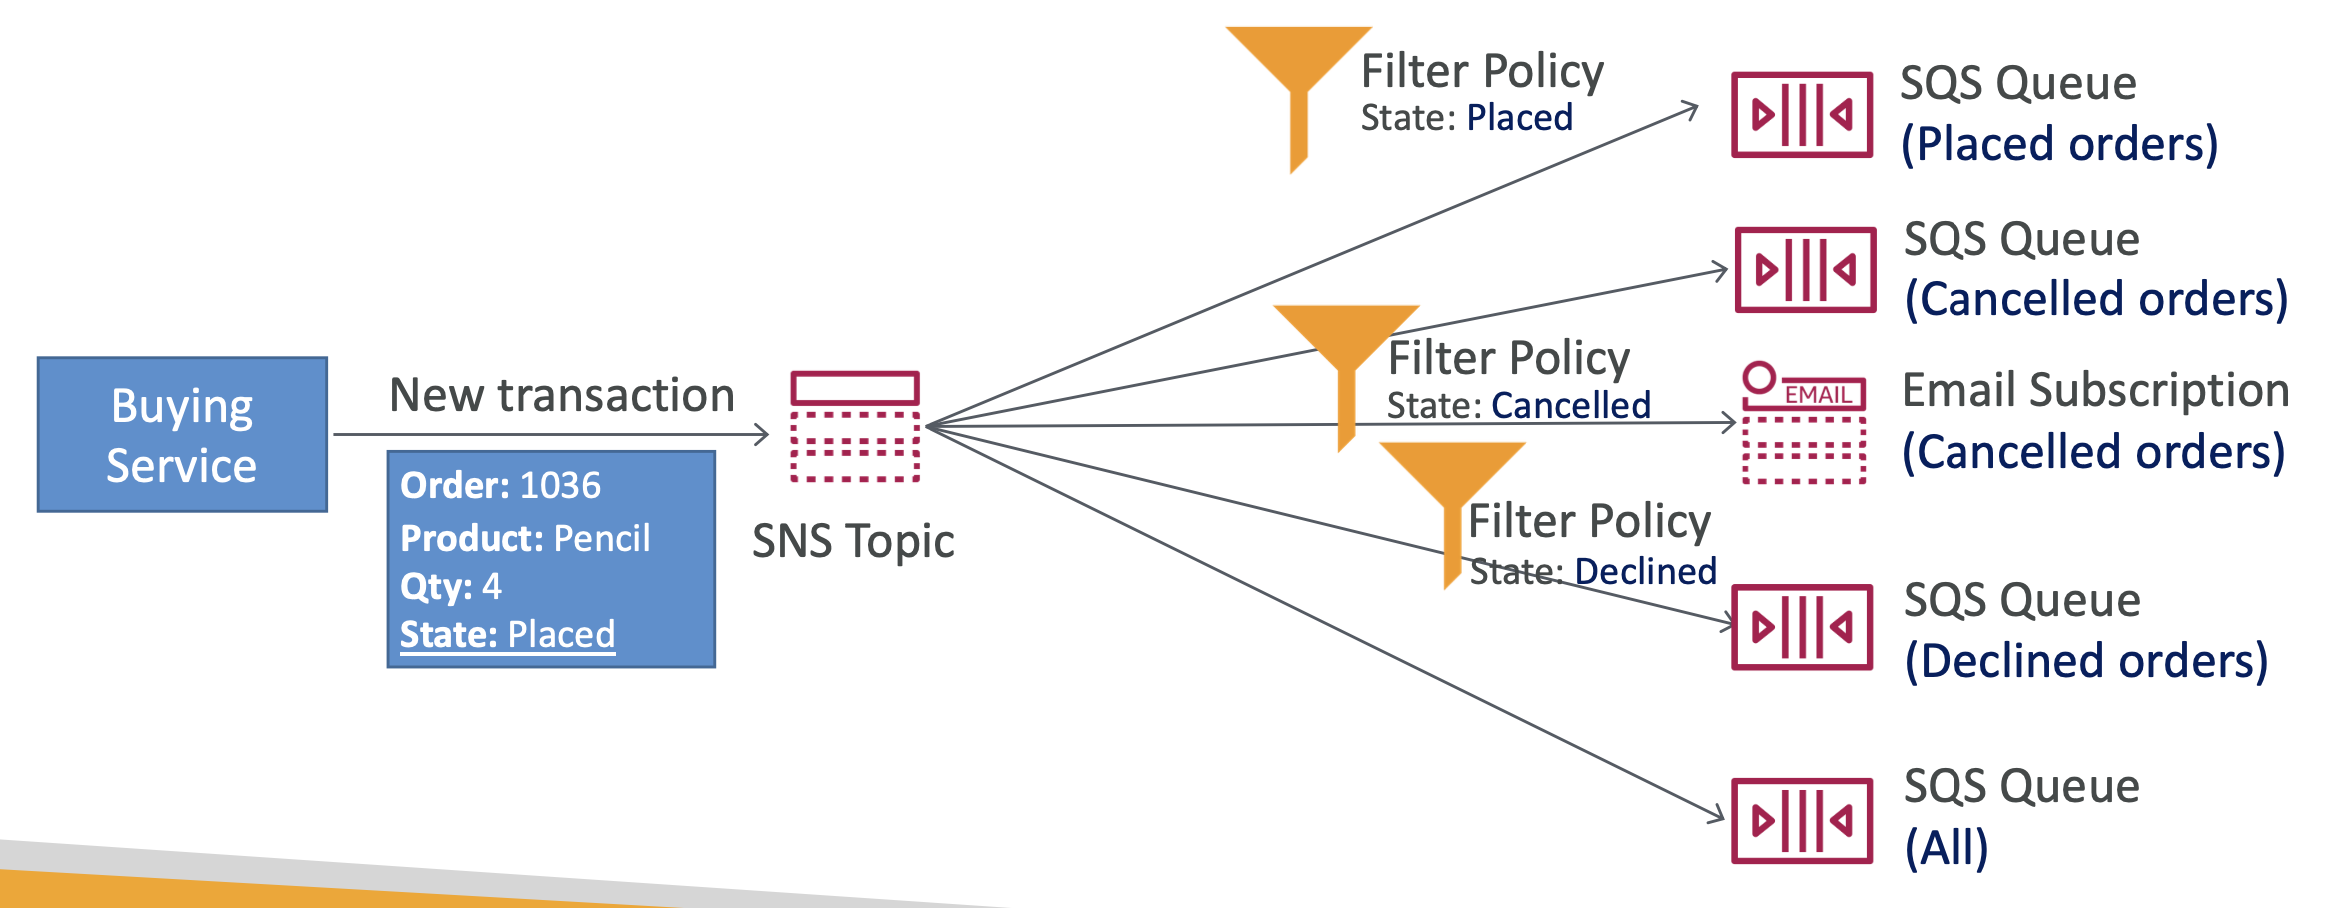 Buying
Service
New transaction
Order: 1036
Product: Pencil
Qty: 4
State: Placed
SNS Topic
Filter Policy
State: Placed
Filter Policy
State: Cancelled
Filter Policy
State: Declined
SQS Queue
(Placed orders)
SQS Queue
(Cancelled orders)
EMAIL
Email Subscription
(Cancelled orders)
SQS Queue
(Declined orders)
SQS Queue
(All)